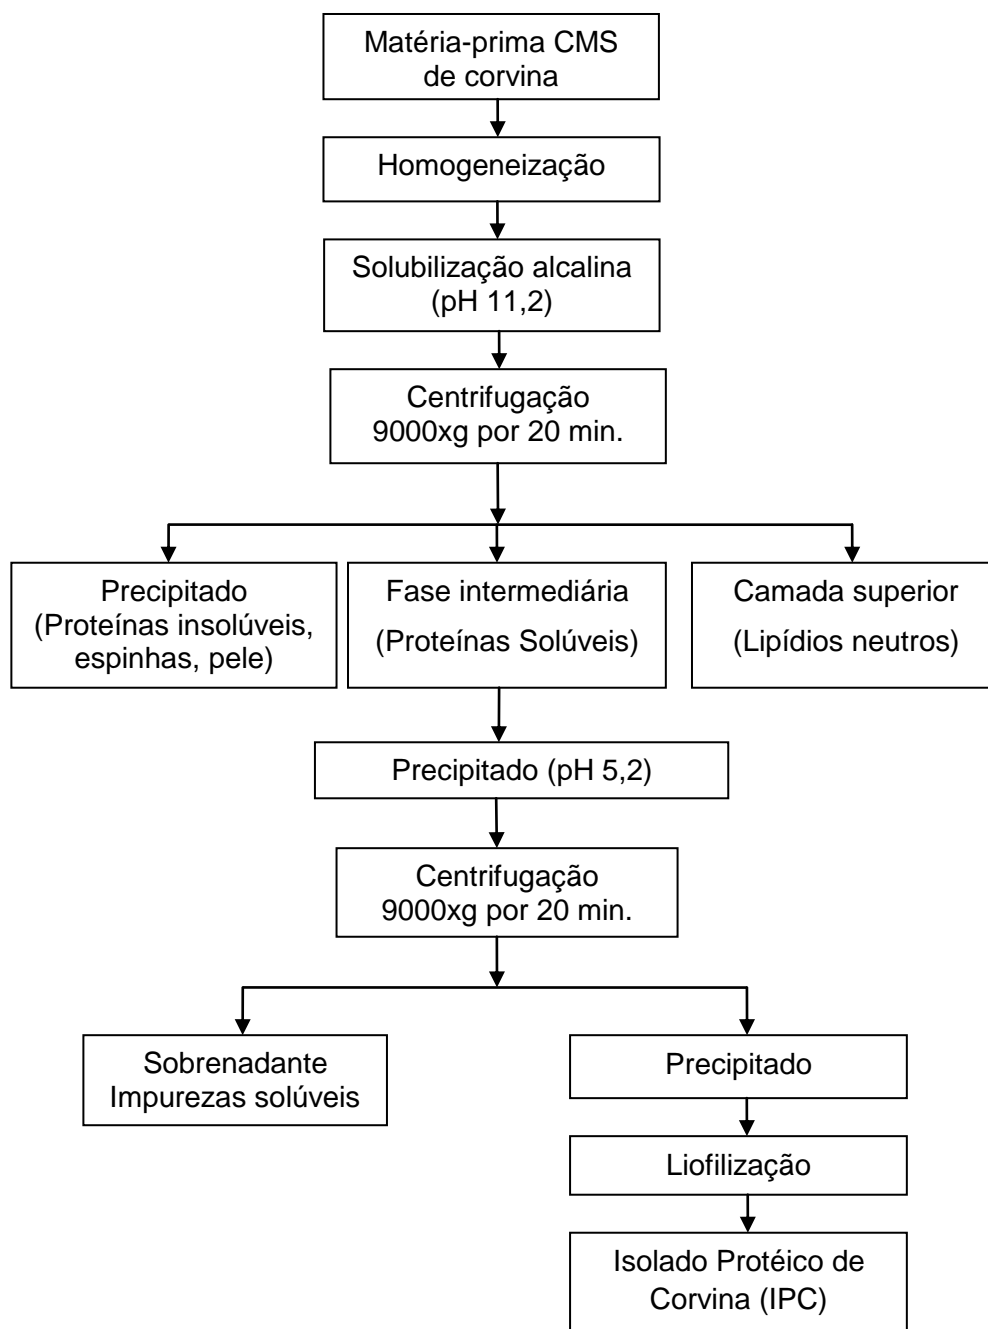 Matéria-prima CMS
de corvina
Homogeneização
Solubilização alcalina
(pH 11,2)
Centrifugação
9000xg por 20 min.
Precipitado
(Proteínas insolúveis,
espinhas, pele)
Fase intermediária
(Proteínas Solúveis)
Camada superior
(Lipídios neutros)
Precipitado (pH 5,2)
Centrifugação
9000xg por 20 min.
Sobrenadante
Impurezas solúveis
Precipitado
Liofilização
Isolado Protéico de
Corvina (IPC)